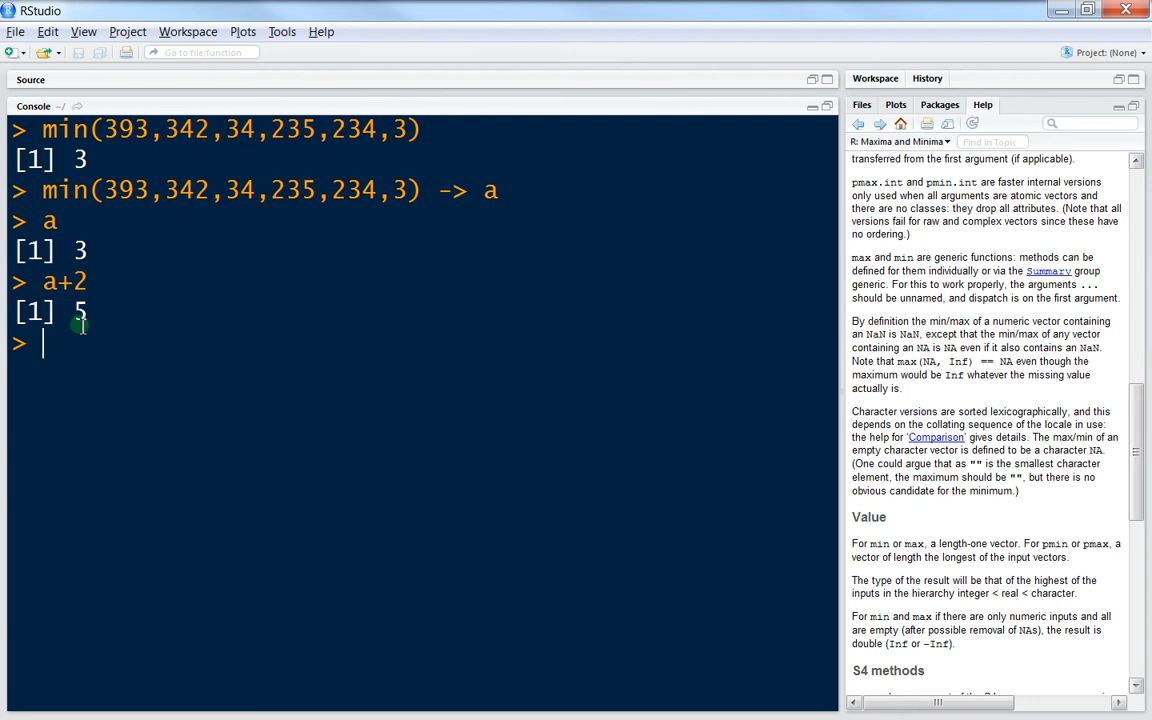 RStudio
File Edit View Project Workspace Plots Tools Help
Go to file/function
Project: (None)
Source
Console ~/
> min(393,342,34,235,234,3)
[1] 3
> min(393,342,34,235,234,3) -> a
> a
[1] 3
> a+2
[1] 5
>
Workspace History
Files Plots Packages Help
R: Maxima and Minima Find in Topic
transferred from the first argument (if applicable).
pmax.int and pmin.int are faster internal versions
only used when all arguments are atomic vectors and
there are no classes: they drop all attributes. (Note that all
versions fail for raw and complex vectors since these have
no ordering.)
max and min are generic functions: methods can be
defined for them individually or via the Summary group
generic. For this to work properly, the arguments ...
should be unnamed, and dispatch is on the first argument.
By definition the min/max of a numeric vector containing
an NaN is NaN, except that the min/max of any vector
containing an NA is NA even if it also contains an NaN.
Note that max(NA, Inf) == NA even though the
maximum would be Inf whatever the missing value
actually is.
Character versions are sorted lexicographically, and this
depends on the collating sequence of the locale in use:
the help for 'Comparison' gives details. The max/min of an
empty character vector is defined to be a character NA.
(One could argue that as "" is the smallest character
element, the maximum should be "", but there is no
obvious candidate for the minimum.)
Value
For min or max, a length-one vector. For pmin or pmax, a
vector of length the longest of the input vectors.
The type of the result will be that of the highest of the
inputs in the hierarchy integer < real < character.
For min and max if there are only numeric inputs and all
are empty (after possible removal of NAs), the result is
double (Inf or -Inf).
S4 methods